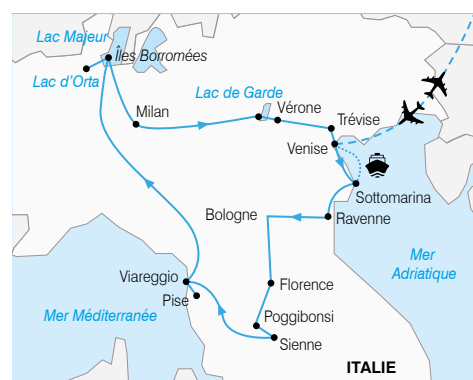 Lac Majeur
Îles Borromées
Lac d'Orta
Lac de Garde
Milan
Vérone
Trévise
Venise
Sottomarina
Bologne
Ravenne
Mer
Adriatique
Viareggio
Florence
Pise
Mer Méditerranée
Poggibonsi
Sienne
ITALIE